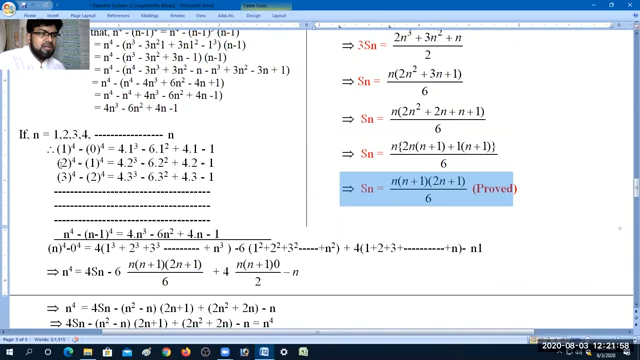 Function System (Compatibility Mode) - Microsoft Word
Table Tools
Home
Insert
Page Layout
References
Mailings
Review
View
Design
Layout
that, n⁴ - (n-1)⁴ = n⁴ - (n-1)³ (n-1)
= n⁴ - (n³ - 3n²1 + 3n1² - 1³) (n-1)
= n⁴ - (n³ - 3n² + 3n - 1) (n-1)
= n⁴ - (n⁴ - 3n³ + 3n² - n - n³ + 3n² - 3n + 1)
= n⁴ - (n⁴ - 4n³ + 6n² - 4n +1)
= n⁴ - n⁴ + 4n³ - 6n² + 4n -1)
= 4n³ - 6n² + 4n -1
If, n = 1,2,3,4, ----------------- n
∴ (1)⁴ - (0)⁴ = 4.1³ - 6.1² + 4.1 - 1
(2)⁴ - (1)⁴ = 4.2³ - 6.2² + 4.2 - 1
(3)⁴ - (2)⁴ = 4.3³ - 6.3² + 4.3 - 1
------------------------------------
------------------------------------
------------------------------------
n⁴ - (n-1)⁴ = 4.n³ - 6n² + 4.n - 1
(n)⁴-0⁴ = 4(1³ + 2³ +3³ --------- + n³ ) -6 (1²+2²+3²-----+n²) + 4(1+2+3+----------+n)- n1
⇒ n⁴ = 4Sn - 6 n(n+1)(2n+1)/6 + 4 n(n+1)0/2 – n
⇒ n⁴ = 4Sn - (n² - n) (2n+1) + (2n² + 2n) - n
⇒ 4Sn - (n² - n) (2n+1) + (2n² + 2n) - n = n⁴
⇒ 3Sn = 2n³ + 3n² + n/2
⇒ Sn = n(2n² + 3n +1)/6
⇒ Sn = n(2n² + 2n + n +1)/6
⇒ Sn = n{2n(n+1) +1(n+1)}/6
⇒ Sn = n(n+1)(2n+1)/6 (Proved)
2020-08-03 12:21:58